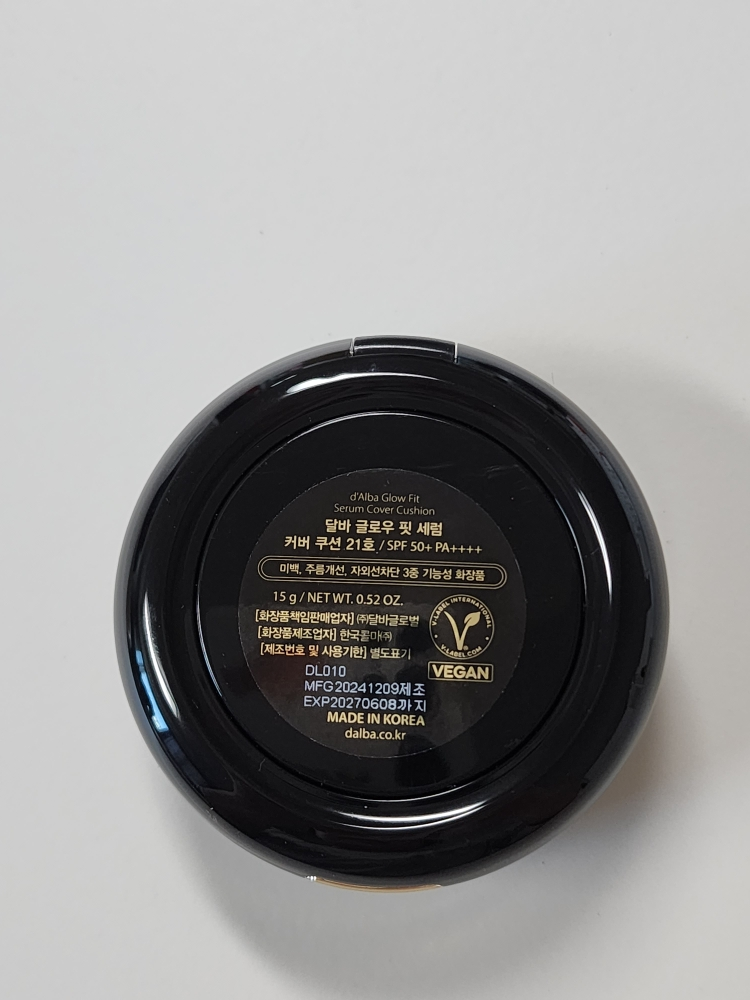 d'Alba Glow Fit
Serum Cover Cushion
달바 글로우 핏 세럼
커버 쿠션 21호 / SPF 50+ PA++++
미백, 주름개선, 자외선차단 3중 기능성 화장품
15 g / NET WT. 0.52 OZ.
[화장품책임판매업자] ㈜달바글로벌
[화장품제조업자] 한국콜마㈜
[제조번호 및 사용기한] 별도표기
V-LABEL INTERNATIONAL
V-LABEL.COM
VEGAN
DL010
MFG20241209제조
EXP20270608까지
MADE IN KOREA
dalba.co.kr